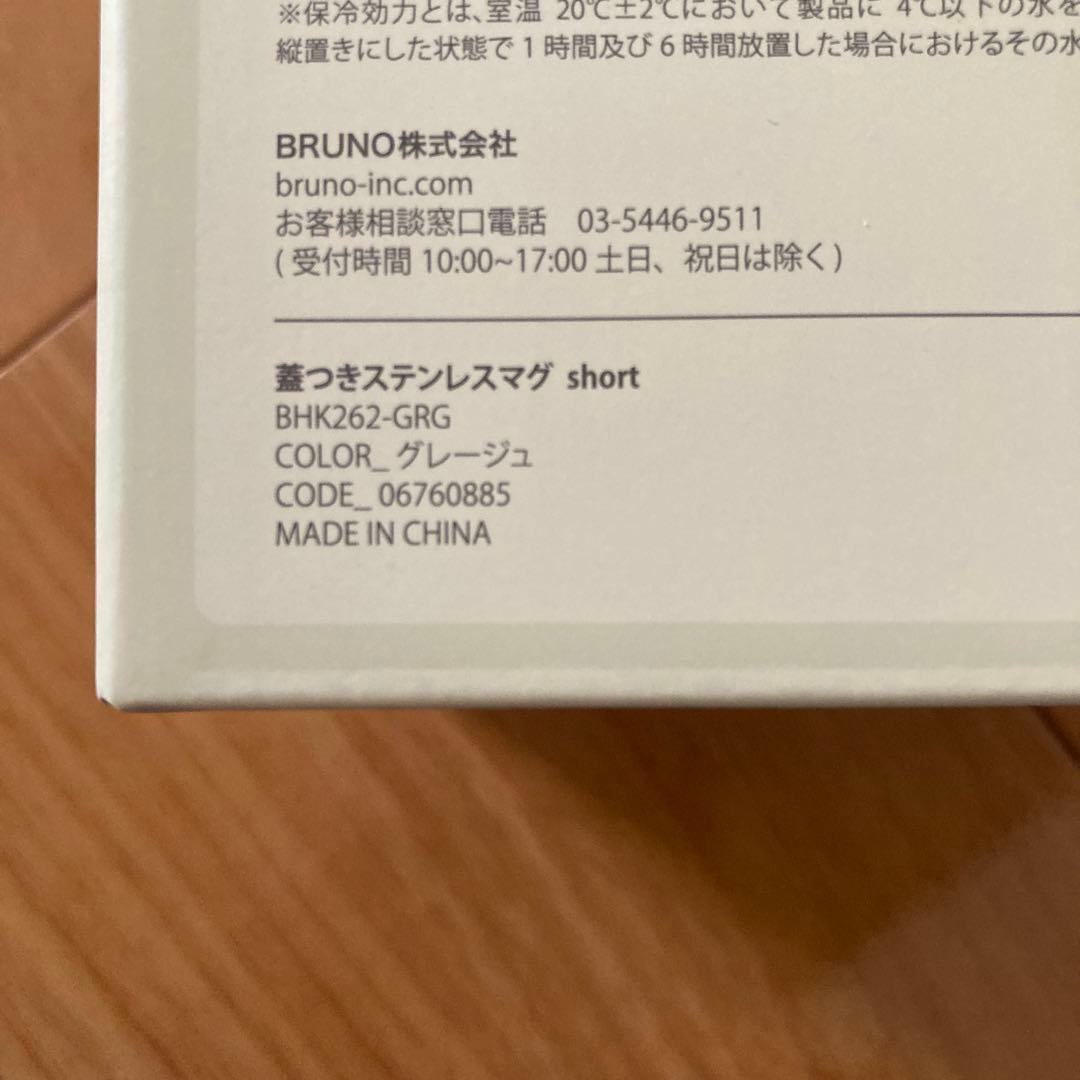 ※保冷効力とは、室温 20℃±2℃において製品に 4℃以下の水を
縦置きにした状態で 1 時間及び 6 時間放置した場合におけるその水
BRUNO株式会社
bruno-inc.com
お客様相談窓口電話　03-5446-9511
( 受付時間 10:00~17:00 土日、祝日は除く )
蓋つきステンレスマグ short
BHK262-GRG
COLOR_ グレージュ
CODE_ 06760885
MADE IN CHINA